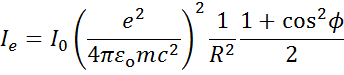 I_e = I_0 (e^2 / 4πε_o mc^2)^2 1/R^2 (1 + cos^2 ϕ)/2